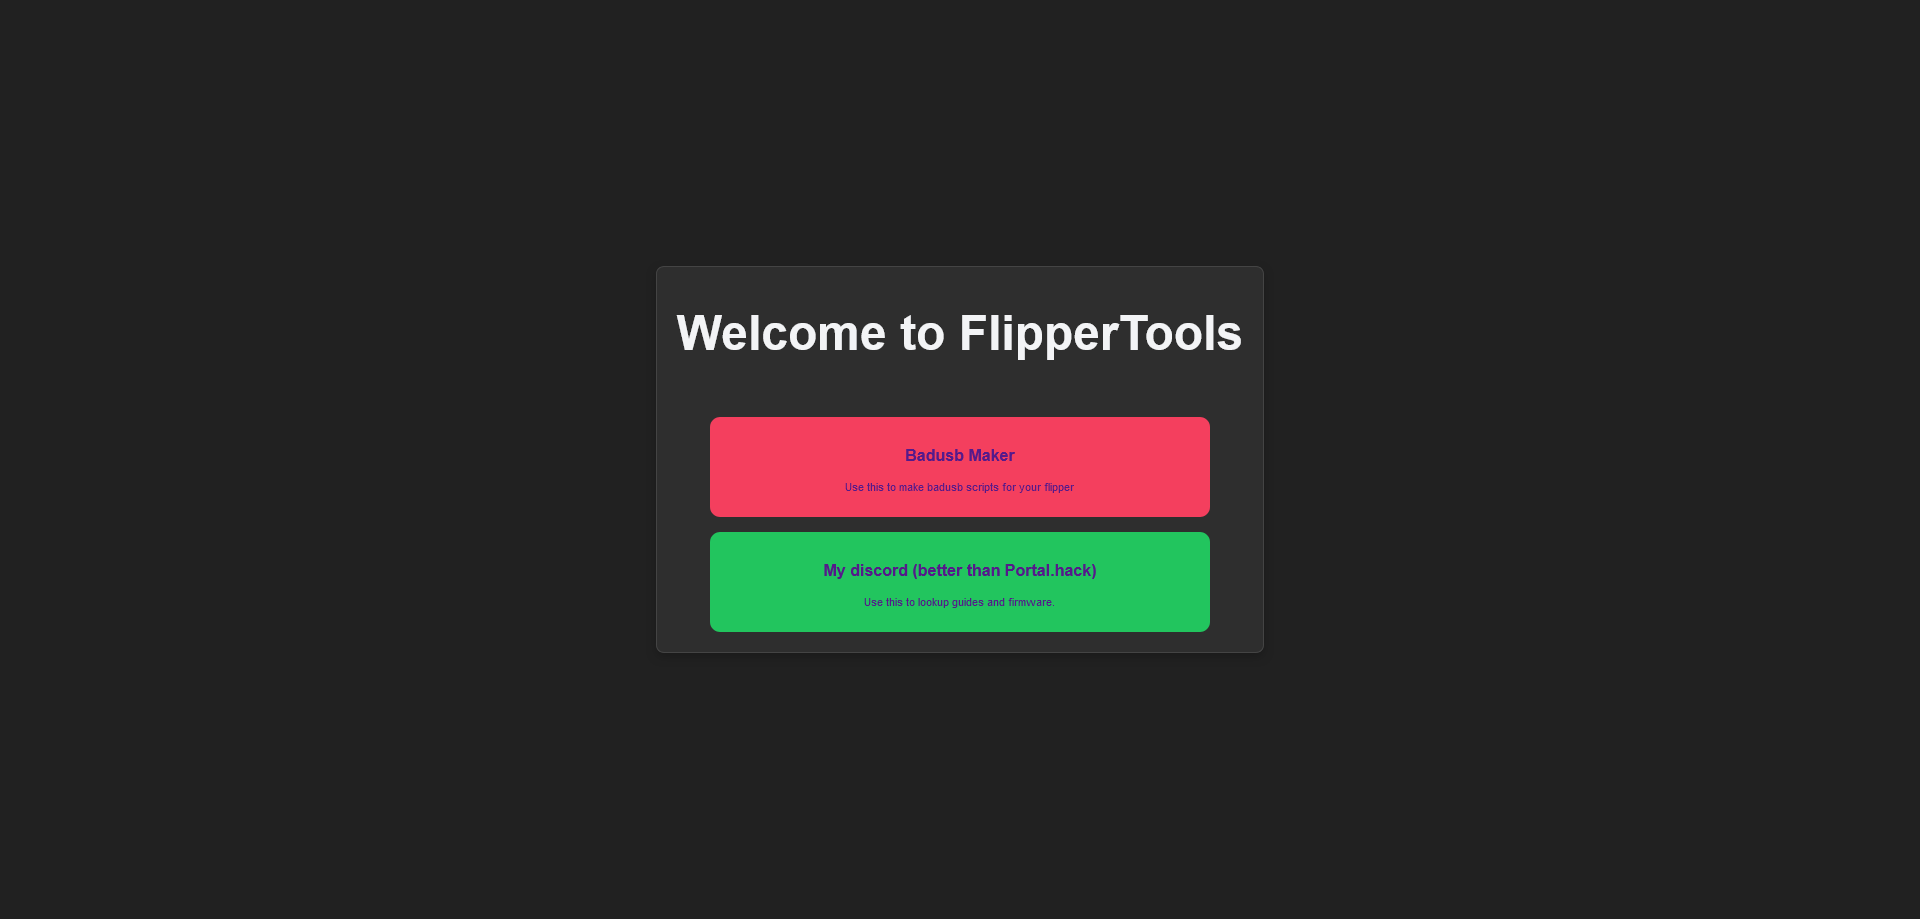 Welcome to FlipperTools
Badusb Maker
Use this to make badusb scripts for your flipper
My discord (better than Portal.hack)
Use this to lookup guides and firmware.